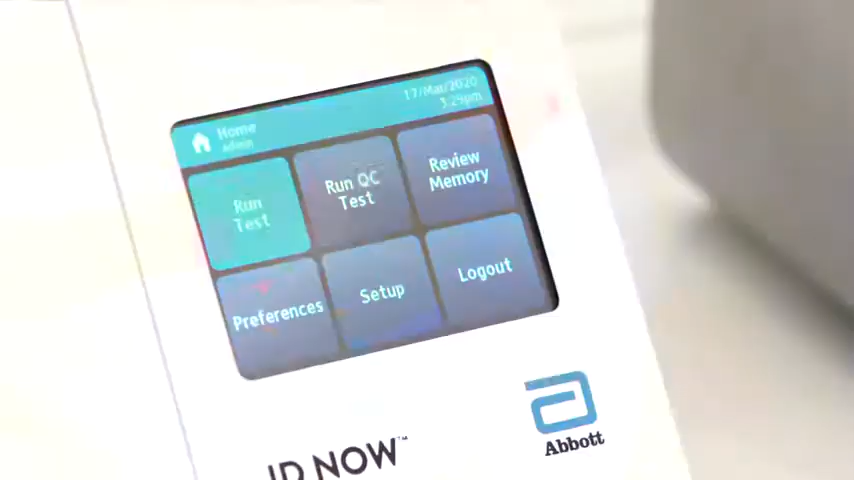 Home
admin
17/Mar/2020
3:29pm
Run
Test
Run QC
Test
Review
Memory
Preferences
Setup
Logout
ID NOW™
Abbott